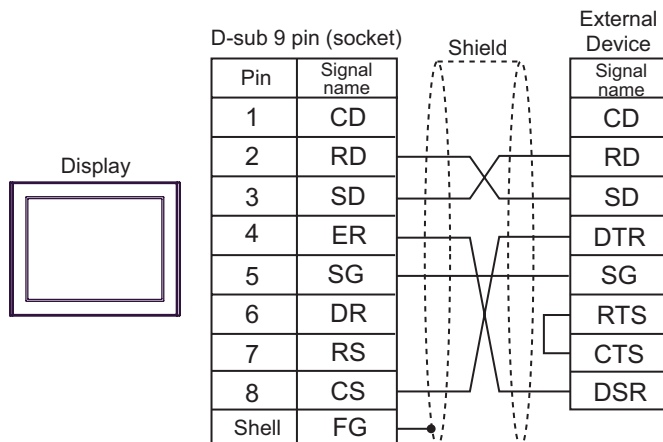 External
Device
D-sub 9 pin (socket)
Shield
Pin Signal name Signal name
1 CD CD
2 RD RD
3 SD SD
4 ER DTR
5 SG SG
6 DR RTS
7 RS CTS
8 CS DSR
Shell FG
Display